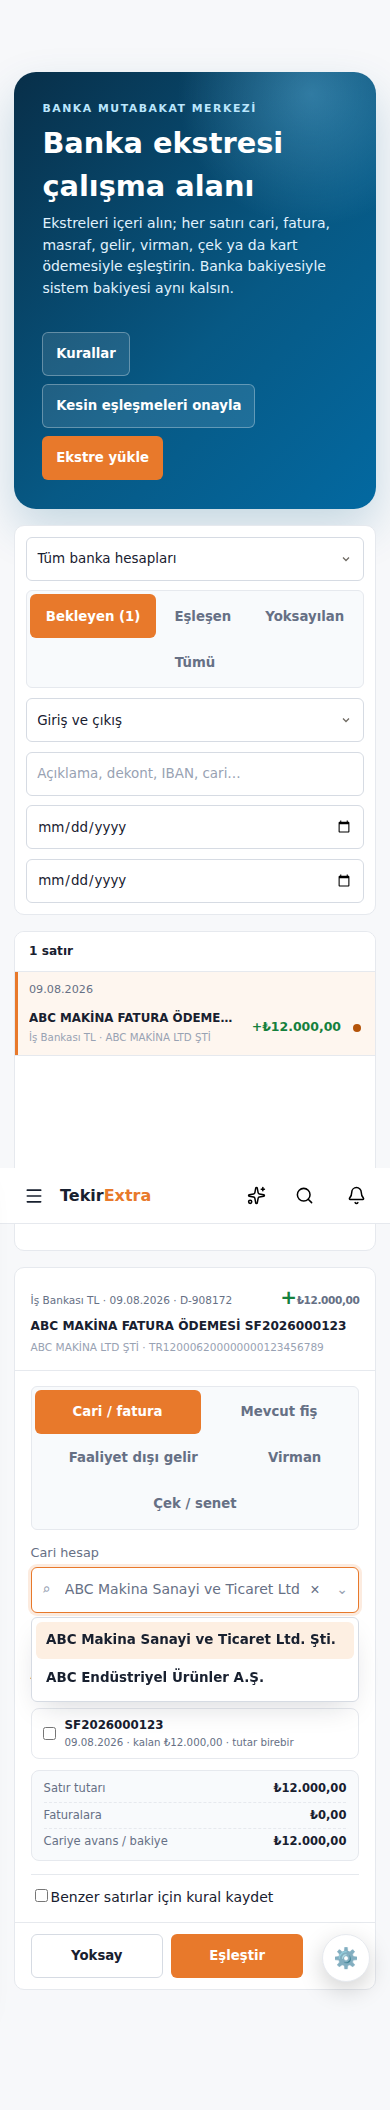 BANKA MUTABAKAT MERKEZİ
Banka ekstresi
çalışma alanı
Ekstreleri içeri alın; her satırı cari, fatura,
masraf, gelir, virman, çek ya da kart
ödemesiyle eşleştirin. Banka bakiyesiyle
sistem bakiyesi aynı kalsın.
Kurallar
Kesin eşleşmeleri onayla
Ekstre yükle
Tüm banka hesapları
Bekleyen (1) Eşleşen Yoksayılan
Tümü
Giriş ve çıkış
Açıklama, dekont, IBAN, cari...
mm/dd/yyyy
mm/dd/yyyy
1 satır
09.08.2026
ABC MAKİNA FATURA ÖDEME...
+₺12.000,00
İş Bankası TL · ABC MAKİNA LTD ŞTİ
TekirExtra
İş Bankası TL · 09.08.2026 · D-908172 +₺12.000,00
ABC MAKİNA FATURA ÖDEMESİ SF2026000123
ABC MAKİNA LTD ŞTİ · TR120006200000000123456789
Cari / fatura Mevcut fiş
Faaliyet dışı gelir Virman
Çek / senet
Cari hesap
ABC Makina Sanayi ve Ticaret Ltd ×
ABC Makina Sanayi ve Ticaret Ltd. Şti.
ABC Endüstriyel Ürünler A.Ş.
SF2026000123
09.08.2026 · kalan ₺12.000,00 · tutar birebir
Satır tutarı ₺12.000,00
Faturalara ₺0,00
Cariye avans / bakiye ₺12.000,00
Benzer satırlar için kural kaydet
Yoksay Eşleştir